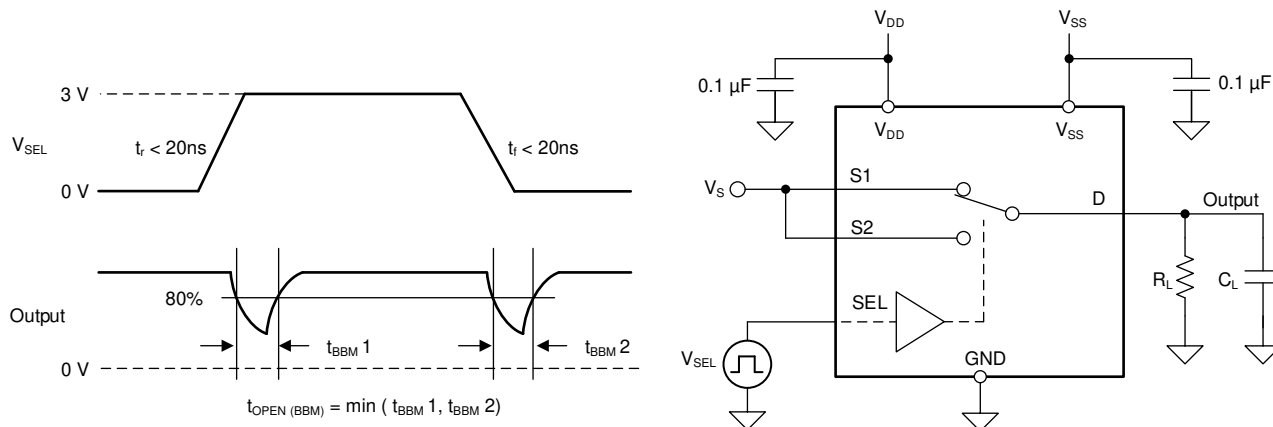 3 V
V_SEL
t_r < 20ns
t_f < 20ns
0 V
80%
Output
t_BBM 1
t_BBM 2
0 V
t_OPEN (BBM) = min ( t_BBM 1, t_BBM 2)
V_DD
V_SS
0.1 µF
0.1 µF
V_DD
V_SS
V_S
S1
D
Output
S2
R_L
C_L
SEL
V_SEL
GND